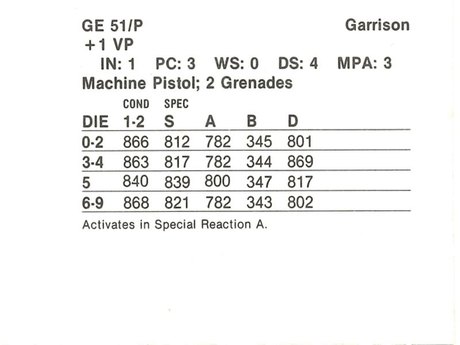 GE 51/P Garrison
+1 VP
IN: 1 PC: 3 WS: 0 DS: 4 MPA: 3
Machine Pistol; 2 Grenades
COND SPEC
DIE 1-2 S A B D
0-2 866 812 782 345 801
3-4 863 817 782 344 869
5 840 839 800 347 817
6-9 868 821 782 343 802
Activates in Special Reaction A.